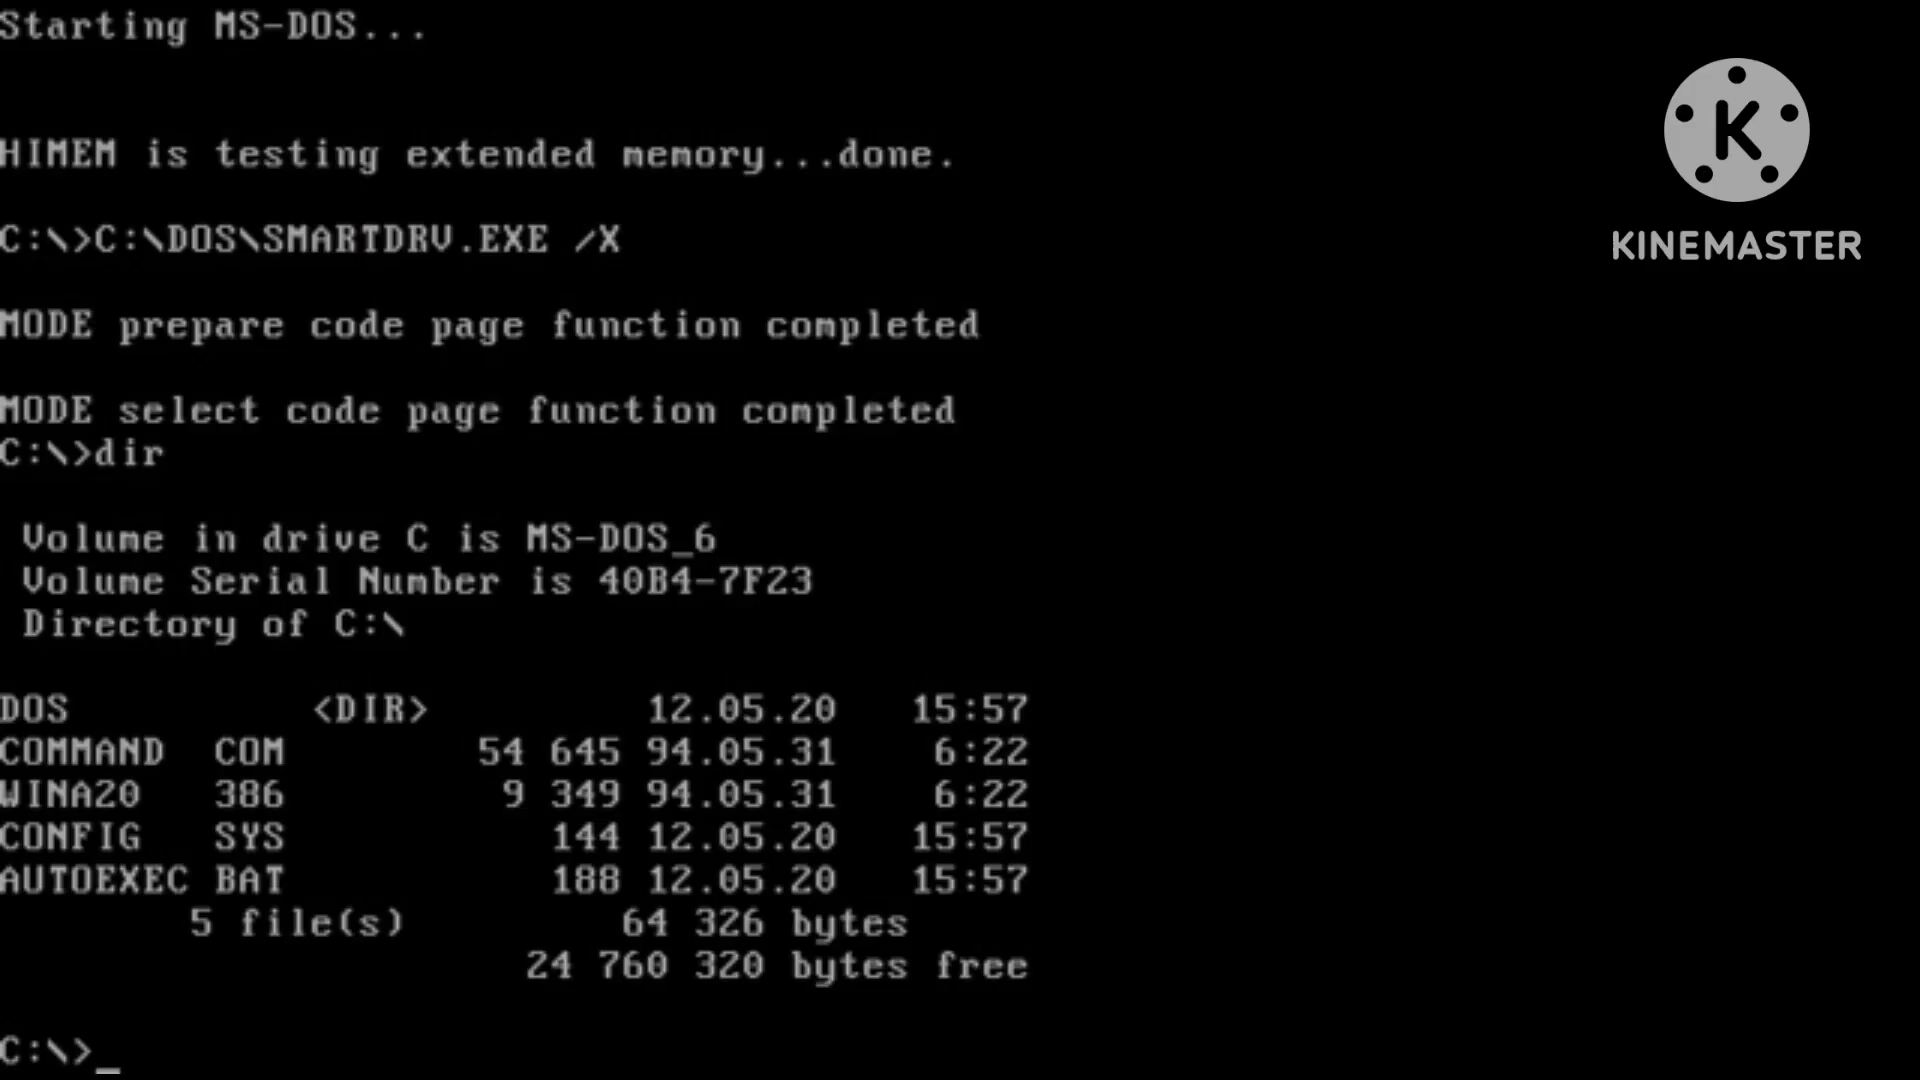 Starting MS-DOS...
HIMEM is testing extended memory...done.
C:\>C:\DOS\SMARTDRV.EXE /X
MODE prepare code page function completed
MODE select code page function completed
C:\>dir
Volume in drive C is MS-DOS_6
Volume Serial Number is 40B4-7F23
Directory of C:\
DOS <DIR> 12.05.20 15:57
COMMAND COM 54 645 94.05.31 6:22
WINA20 386 9 349 94.05.31 6:22
CONFIG SYS 144 12.05.20 15:57
AUTOEXEC BAT 188 12.05.20 15:57
5 file(s) 64 326 bytes
24 760 320 bytes free
C:\>_
K
KINEMASTER